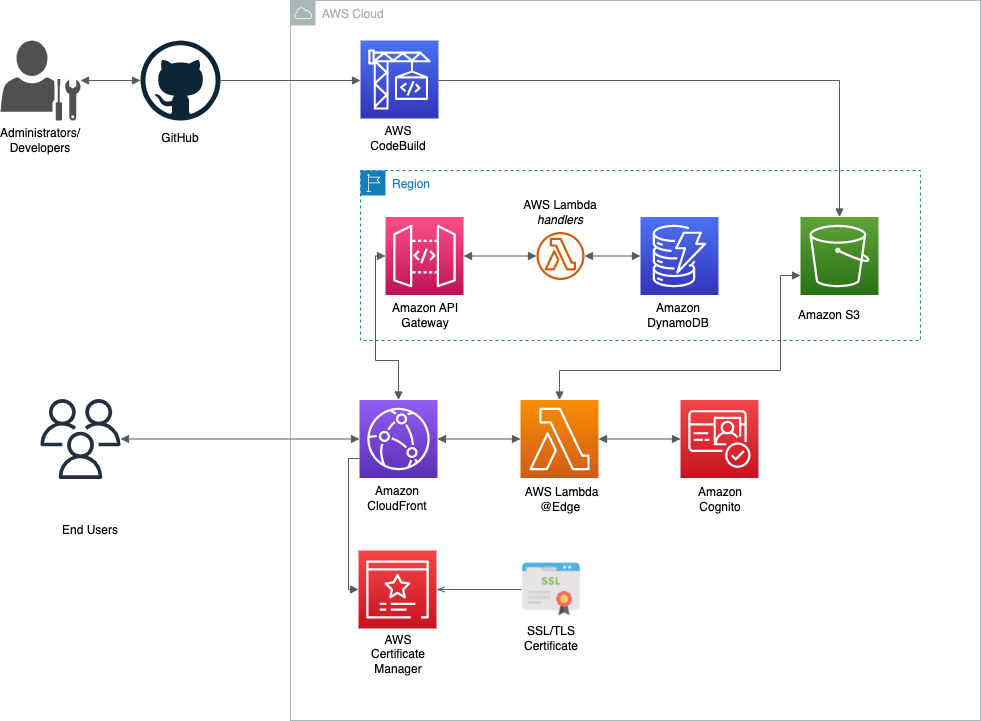 AWS Cloud
Administrators/
Developers
GitHub
AWS
CodeBuild
Region
AWS Lambda
handlers
Amazon API
Gateway
Amazon
DynamoDB
Amazon S3
End Users
Amazon
CloudFront
AWS Lambda
@Edge
Amazon
Cognito
AWS
Certificate
Manager
SSL
SSL/TLS
Certificate